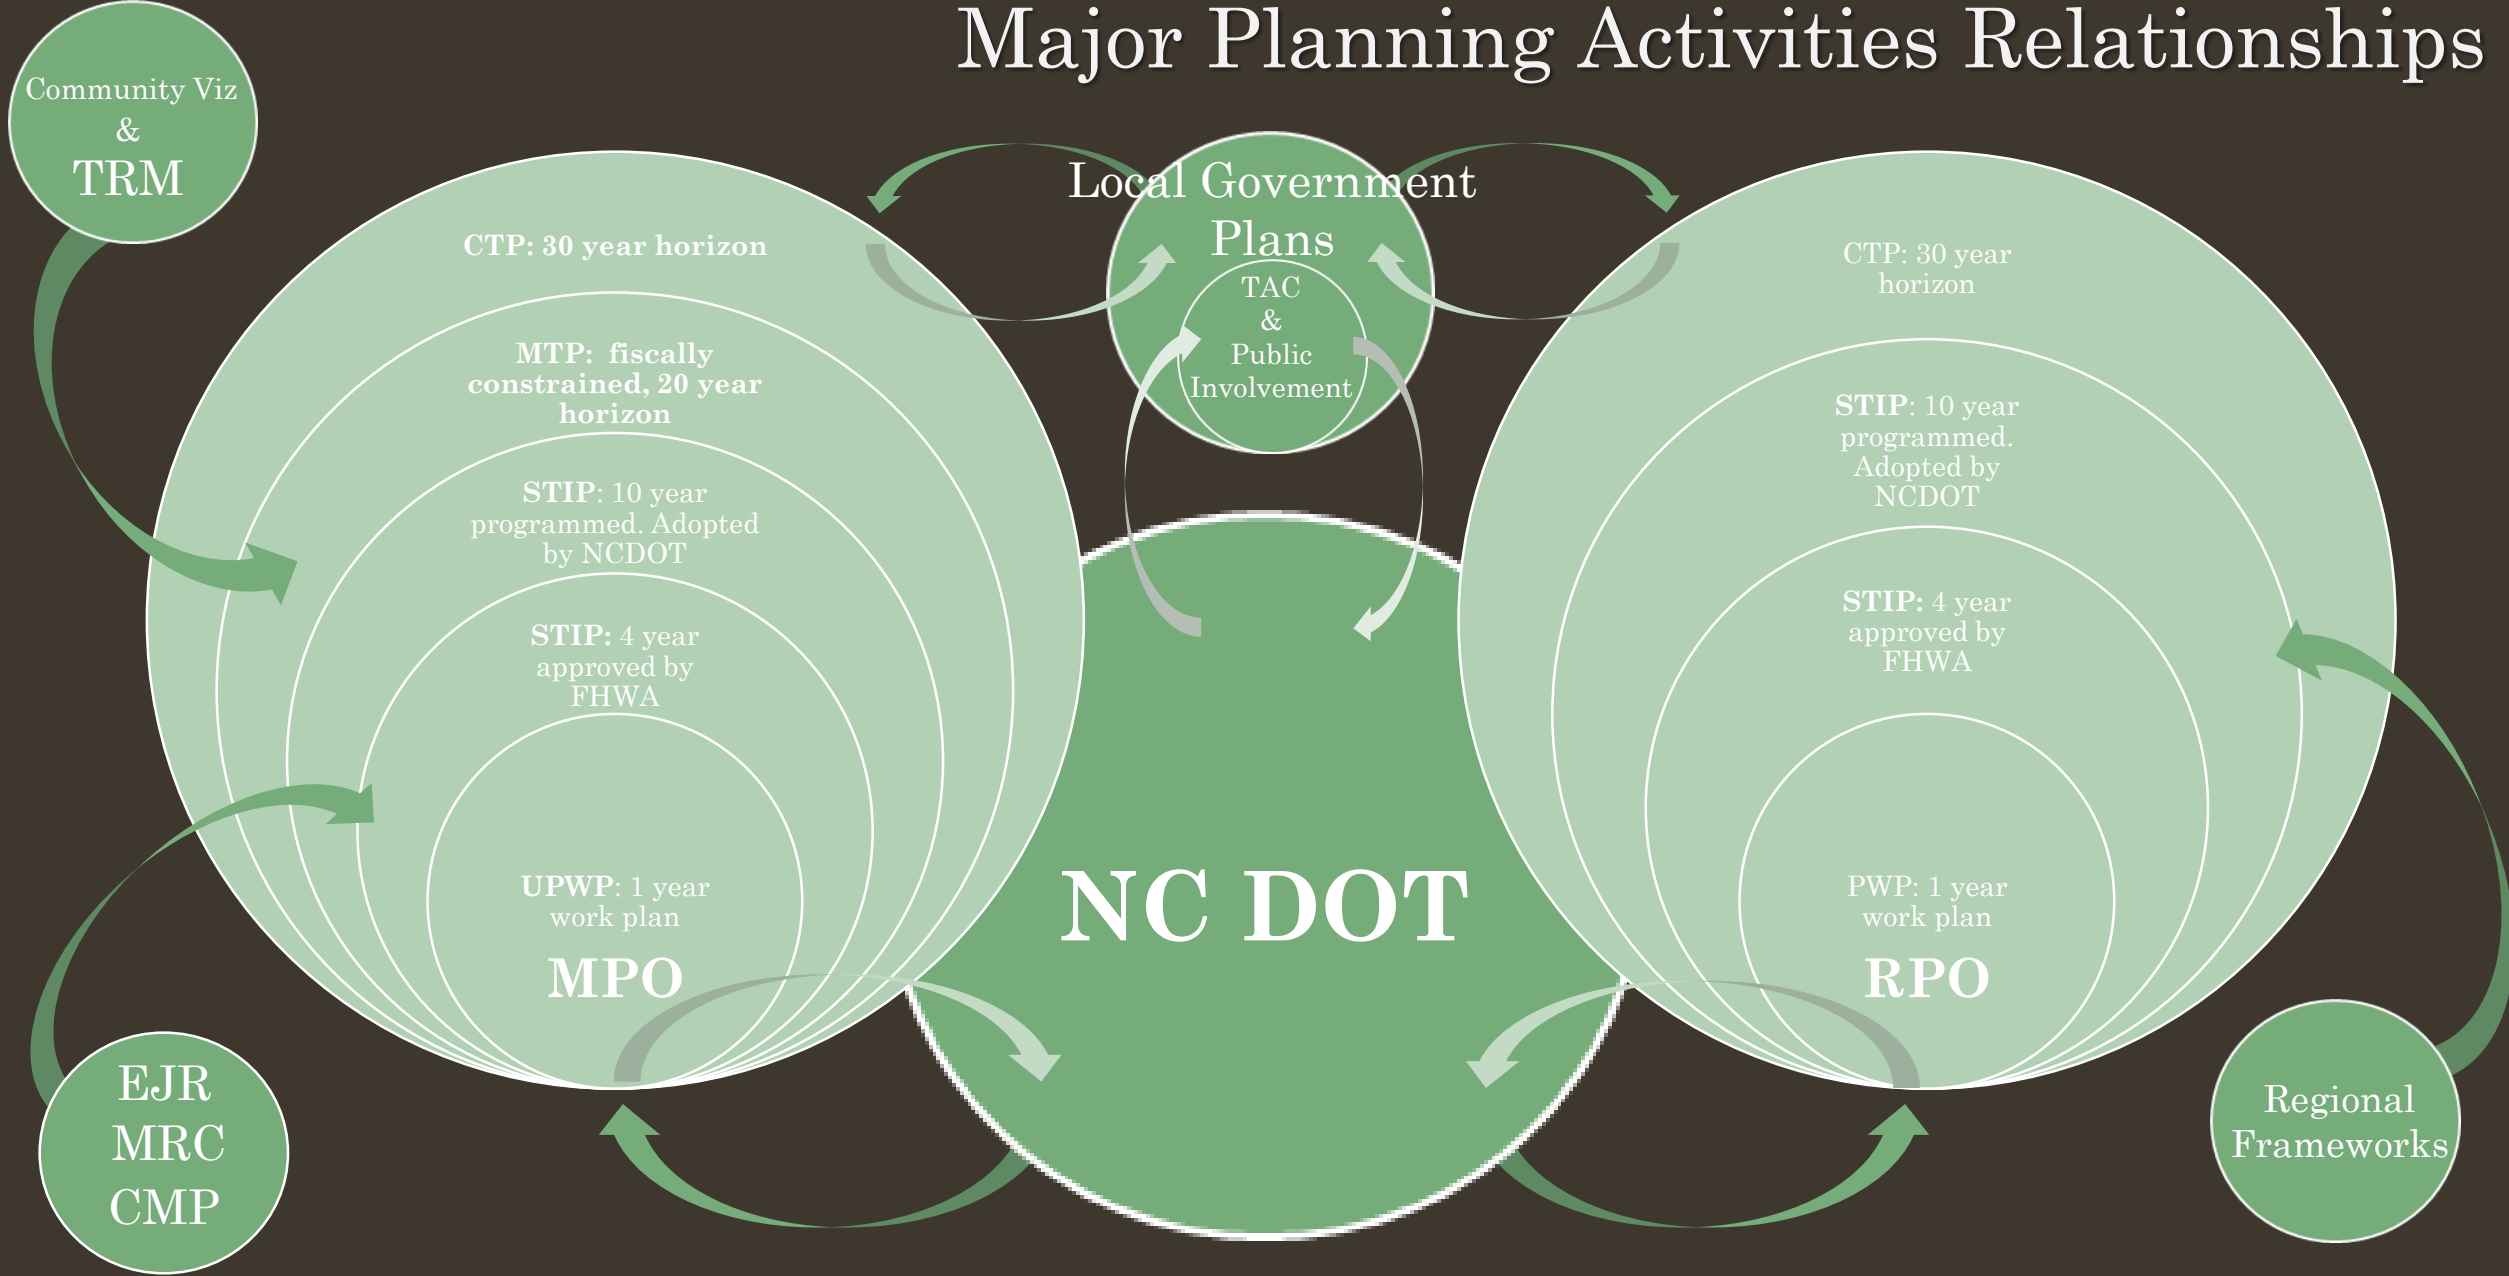 Major Planning Activities Relationships
Community Viz
&
TRM
CTP: 30 year horizon
MTP: fiscally
constrained, 20 year
horizon
STIP: 10 year
programmed. Adopted
by NCDOT
STIP: 4 year
approved by
FHWA
UPWP: 1 year
work plan
MPO
Local Government
Plans
TAC
&
Public
Involvement
NC DOT
CTP: 30 year
horizon
STIP: 10 year
programmed.
Adopted by
NCDOT
STIP: 4 year
approved by
FHWA
PWP: 1 year
work plan
RPO
EJR
MRC
CMP
Regional
Frameworks